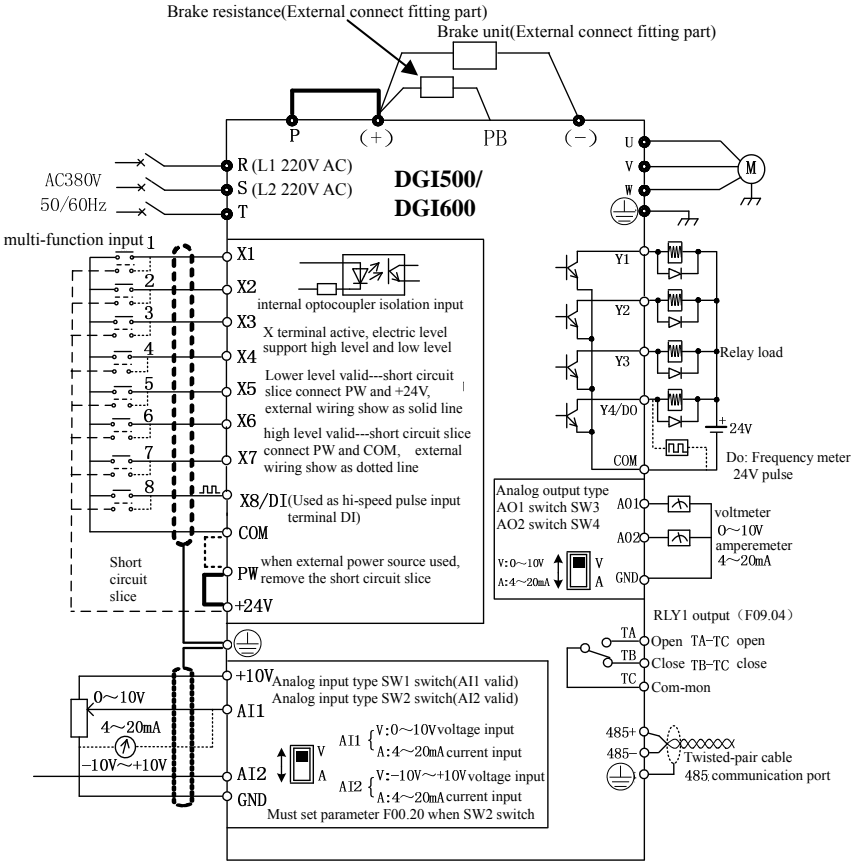 Brake resistance(External connect fitting part)
Brake unit(External connect fitting part)
P
(+)
PB
(-)
R (L1 220V AC)
S (L2 220V AC)
T
AC380V
50/60Hz
DGI500/
DGI600
U
V
W
M
multi-function input
1
2
3
4
5
6
7
8
X1
X2
X3
X4
X5
X6
X7
X8/DI(Used as hi-speed pulse input
terminal DI)
COM
PW
+24V
internal optocoupler isolation input
X terminal active, electric level
support high level and low level
Lower level valid---short circuit
slice connect PW and +24V,
external wiring show as solid line
high level valid---short circuit slice
connect PW and COM, external
wiring show as dotted line
when external power source used,
remove the short circuit slice
Short
circuit
slice
Y1
Y2
Y3
Y4/DO
COM
Relay load
+
24V
Do: Frequency meter
24V pulse
Analog output type
AO1 switch SW3
AO2 switch SW4
V:0～10V
A:4～20mA
V
A
AO1
AO2
GND
voltmeter
0～10V
amperemeter
4～20mA
RLY1 output（F09.04）
TA
Open TA-TC open
TB
Close TB-TC close
TC
Com-mon
+10V
AI1
AI2
GND
0～10V
4～20mA
-10V～+10V
Analog input type SW1 switch(AI1 valid)
Analog input type SW2 switch(AI2 valid)
V
A
AI1 { V:0～10V voltage input
A:4～20mA current input
AI2 { V:-10V～+10V voltage input
A:4～20mA current input
Must set parameter F00.20 when SW2 switch
485+
485-
Twisted-pair cable
485 communication port